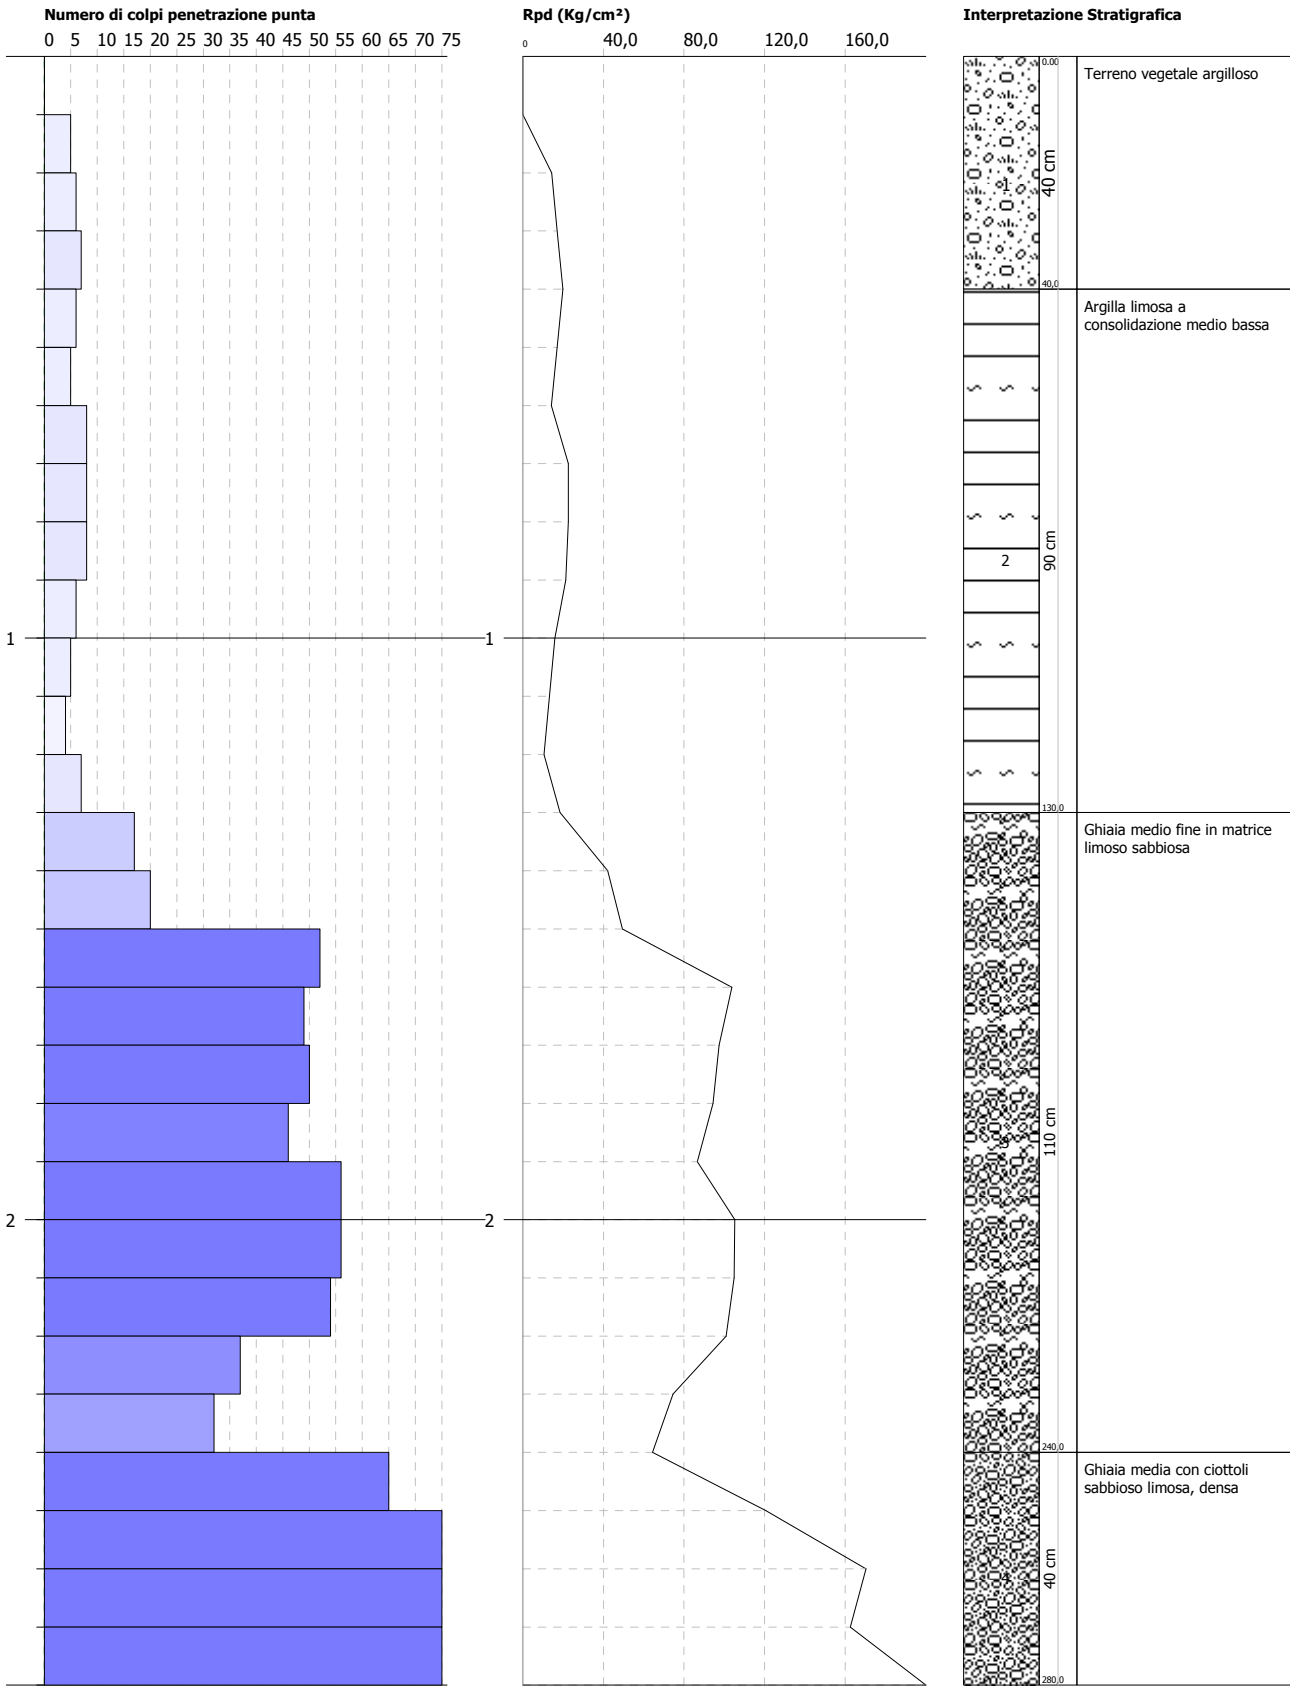 Numero di colpi penetrazione punta
Rpd (Kg/cm²)
Interpretazione Stratigrafica
0 5 10 15 20 25 30 35 40 45 50 55 60 65 70 75
0 40,0 80,0 120,0 160,0
0.00
Terreno vegetale argilloso
1
40 cm
40,0
Argilla limosa a
consolidazione medio bassa
2
90 cm
1
1
130,0
Ghiaia medio fine in matrice
limoso sabbiosa
3
110 cm
2
2
240,0
Ghiaia media con ciottoli
sabbioso limosa, densa
4
40 cm
280,0